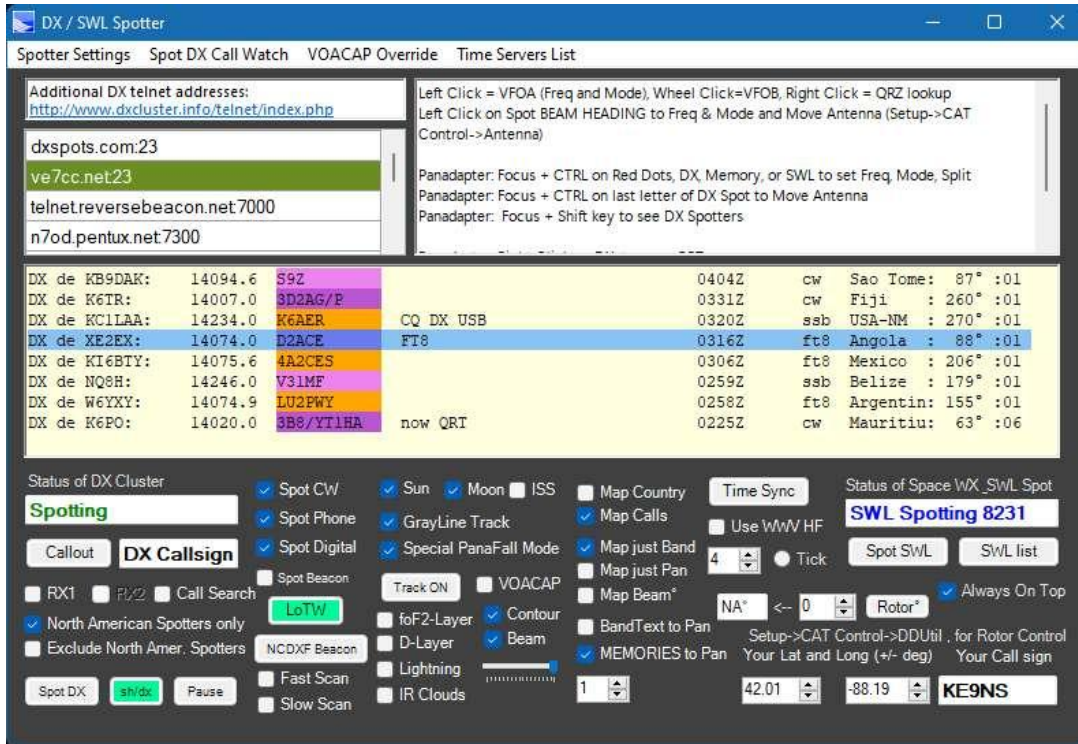 DX / SWL Spotter
Spotter Settings Spot DX Call Watch VOACAP Override Time Servers List
Additional DX telnet addresses:
http://www.dxcluster.info/telnet/index.php
dxspots.com:23
ve7cc.net:23
telnet.reversebeacon.net:7000
n7od.pentux.net:7300
Left Click = VFOA (Freq and Mode), Wheel Click=VFOB, Right Click = QRZ lookup
Left Click on Spot BEAM HEADING to Freq & Mode and Move Antenna (Setup->CAT
Control->Antenna)
Panadapter: Focus + CTRL on Red Dots, DX, Memory, or SWL to set Freq, Mode, Split
Panadapter: Focus + CTRL on last letter of DX Spot to Move Antenna
Panadapter: Focus + Shift key to see DX Spotters
DX de KB9DAK: 14094.6 S9Z 0404Z cw Sao Tome: 87° :01
DX de K6TR: 14007.0 3D2AG/P 0331Z cw Fiji : 260° :01
DX de KC1LAA: 14234.0 K6AER CQ DX USB 0320Z ssb USA-NM : 270° :01
DX de XE2EX: 14074.0 D2ACE FT8 0316Z ft8 Angola : 88° :01
DX de KI6BTY: 14075.6 4A2CES 0306Z ft8 Mexico : 206° :01
DX de NQ8H: 14246.0 V31MF 0259Z ssb Belize : 179° :01
DX de W6YXY: 14074.9 LU2PWY 0258Z ft8 Argentin: 155° :01
DX de K6PO: 14020.0 3B8/YT1HA now QRT 0225Z cw Mauritiu: 63° :06
Status of DX Cluster
Spotting
Callout DX Callsign
RX1 RX2 Call Search
North American Spotters only
Exclude North Amer. Spotters
Spot DX sh/dx Pause
Spot CW
Spot Phone
Spot Digital
Spot Beacon
LoTW
NCDXF Beacon
Fast Scan
Slow Scan
Sun Moon ISS
GrayLine Track
Special PanaFall Mode
Track ON VOACAP
foF2-Layer Contour
D-Layer Beam
Lightning
IR Clouds
Map Country
Map Calls
Map just Band
Map just Pan
Map Beam°
BandText to Pan
MEMORIES to Pan
1
Time Sync
Use WWV HF
4 Tick
Status of Space WX_SWL Spot
SWL Spotting 8231
Spot SWL SWL list
Always On Top
NA° <-- 0 Rotor°
Setup->CAT Control->DDUtil , for Rotor Control
Your Lat and Long (+/- deg) Your Call sign
42.01 -88.19 KE9NS